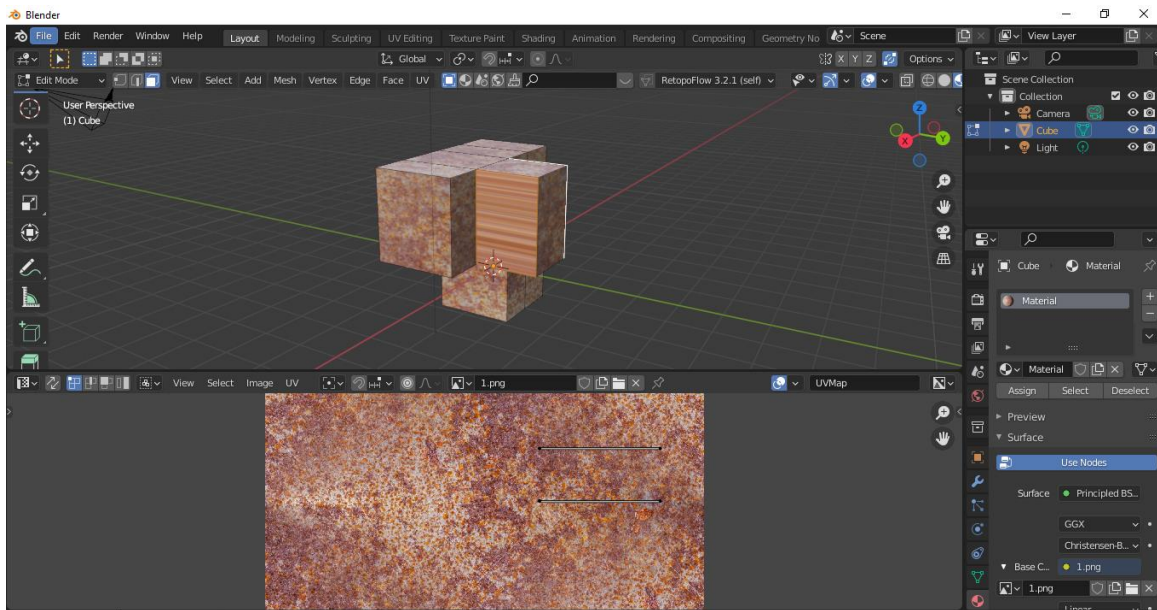 Blender
File Edit Render Window Help Layout Modeling Sculpting UV Editing Texture Paint Shading Animation Rendering Compositing Geometry No Scene View Layer
Global X Y Z Options
Edit Mode View Select Add Mesh Vertex Edge Face UV RetopoFlow 3.2.1 (self)
User Perspective
(1) Cube
Z
Y
X
Scene Collection
Collection
Camera
Cube
Light
Cube Material
Material
Material
Assign Select Deselect
Preview
Surface
Use Nodes
Surface Principled BS...
GGX
Christensen-B...
Base C... 1.png
1.png
Linear
View Select Image UV 1.png UVMap